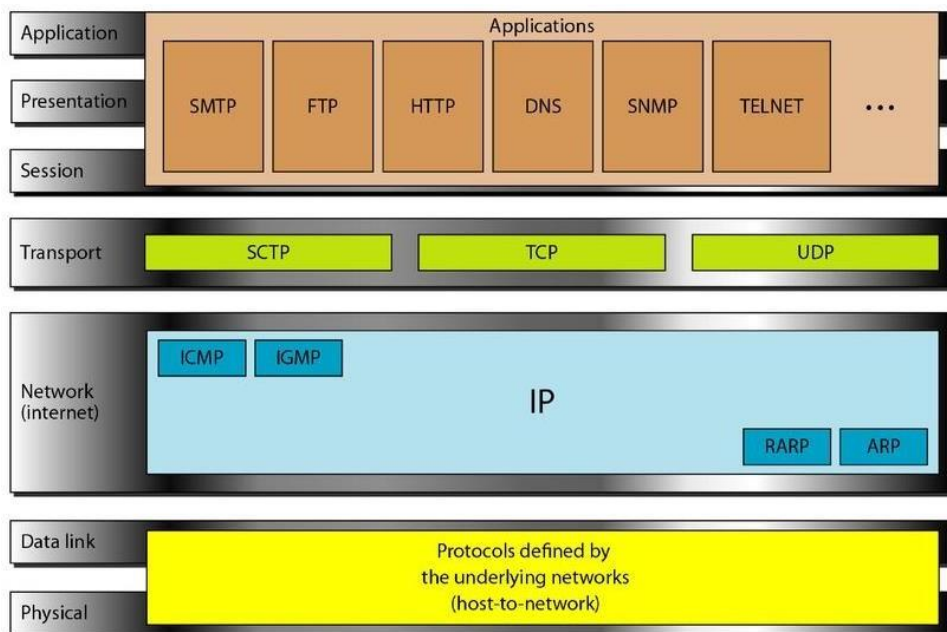 Application
Applications
Presentation
SMTP FTP HTTP DNS SNMP TELNET ...
Session
Transport
SCTP TCP UDP
ICMP IGMP
Network
(internet)
IP
RARP ARP
Data link
Protocols defined by
the underlying networks
(host-to-network)
Physical